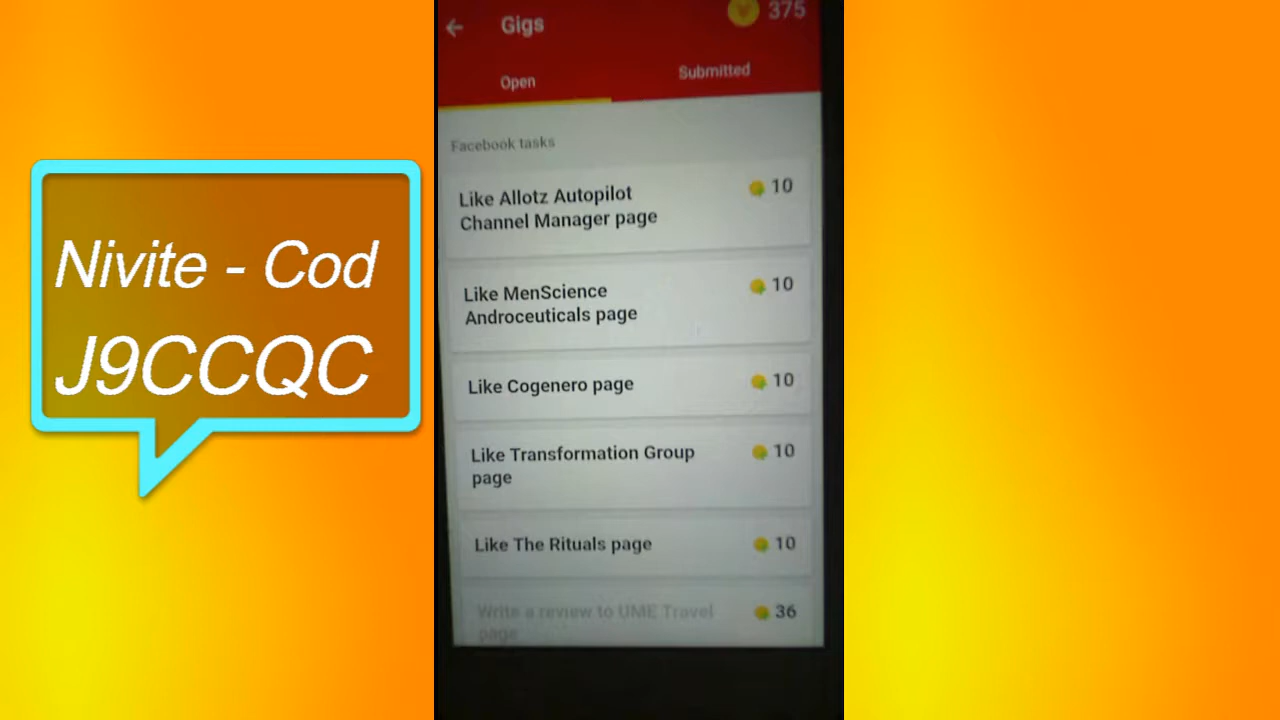 Nivite - Cod
J9CCQC
Gigs
375
Open
Submitted
Facebook tasks
Like Allotz Autopilot
Channel Manager page
10
Like MenScience
Androceuticals page
10
Like Cogenero page
10
Like Transformation Group
page
10
Like The Rituals page
10
Write a review to UME Travel
page
36